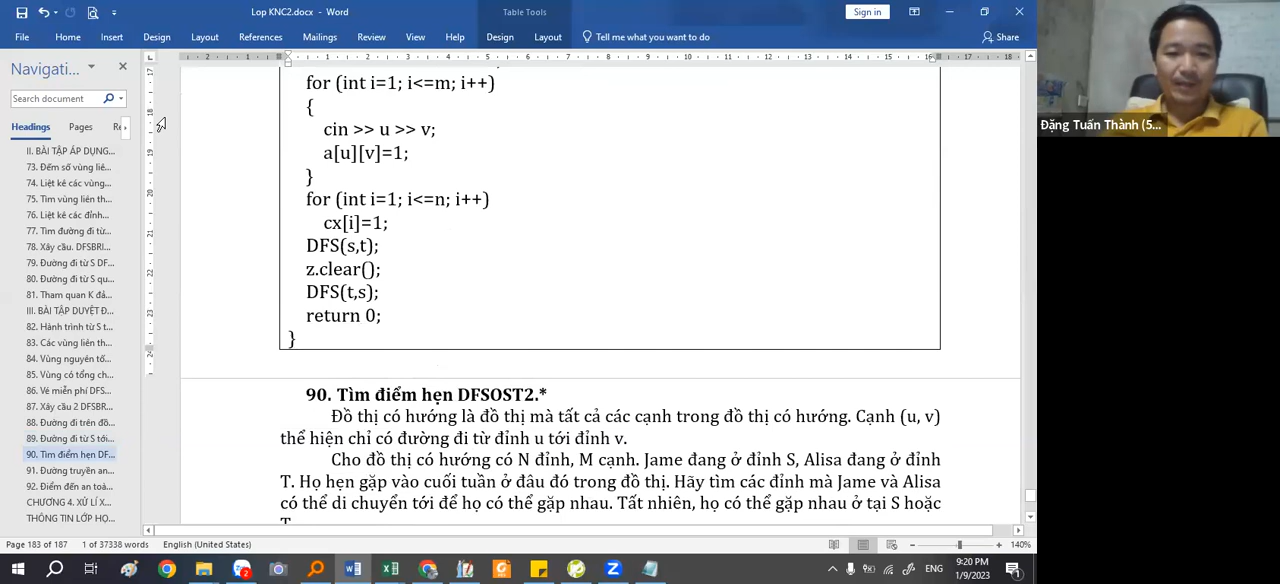 Lop KNC2.docx - Word
Table Tools
Sign in
File
Home
Insert
Design
Layout
References
Mailings
Review
View
Help
Design
Layout
Tell me what you want to do
Share
Navigati...
Search document
Headings
Pages
Re
II. BÀI TẬP ÁP DỤNG...
73. Đếm số vùng liê...
74. Liệt kê các vùng...
75. Tìm vùng liên th...
76. Liệt kê các đỉnh...
77. Tìm đường đi từ...
78. Xây cầu. DFSBRI...
79. Đường đi từ S DF...
80. Đường đi từ S qu...
81. Tham quan K đả...
III. BÀI TẬP DUYỆT Đ...
82. Hành trình từ S t...
83. Các vùng liên th...
84. Vùng nguyên tố...
85. Vùng có tổng ch...
86. Vé miễn phí DFS...
87. Xây cầu 2 DFSBR...
88. Đường đi trên đồ...
89. Đường đi từ S tới...
90. Tìm điểm hẹn DF...
91. Đường truyền an...
92. Điểm đến an toà...
CHƯƠNG 4. XỬ LÍ X...
THÔNG TIN LỚP HỌ...
for (int i=1; i<=m; i++)
{
cin >> u >> v;
a[u][v]=1;
}
for (int i=1; i<=n; i++)
cx[i]=1;
DFS(s,t);
z.clear();
DFS(t,s);
return 0;
}
90. Tìm điểm hẹn DFSOST2.*
Đồ thị có hướng là đồ thị mà tất cả các cạnh trong đồ thị có hướng. Cạnh (u, v)
thể hiện chỉ có đường đi từ đỉnh u tới đỉnh v.
Cho đồ thị có hướng có N đỉnh, M cạnh. Jame đang ở đỉnh S, Alisa đang ở đỉnh
T. Họ hẹn gặp vào cuối tuần ở đâu đó trong đồ thị. Hãy tìm các đỉnh mà Jame và Alisa
có thể di chuyển tới để họ có thể gặp nhau. Tất nhiên, họ có thể gặp nhau ở tại S hoặc
T.
Đặng Tuấn Thành (5...
Page 183 of 187
1 of 37338 words
English (United States)
140%
ENG
9:20 PM
1/9/2023